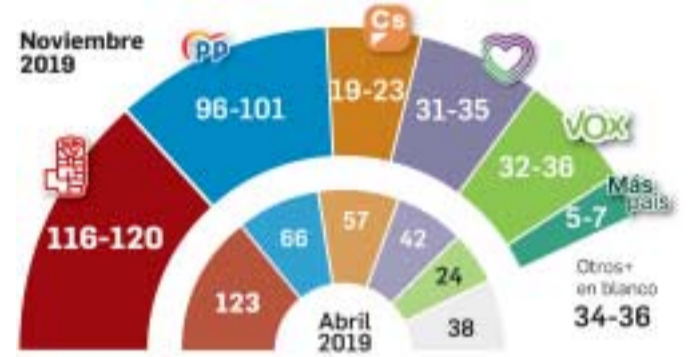 Noviembre
2019
PP
Cs
VOX
Más
país
116-120
96-101
19-23
31-35
32-36
5-7
Otros+
en blanco
34-36
123
66
57
42
24
38
Abril
2019